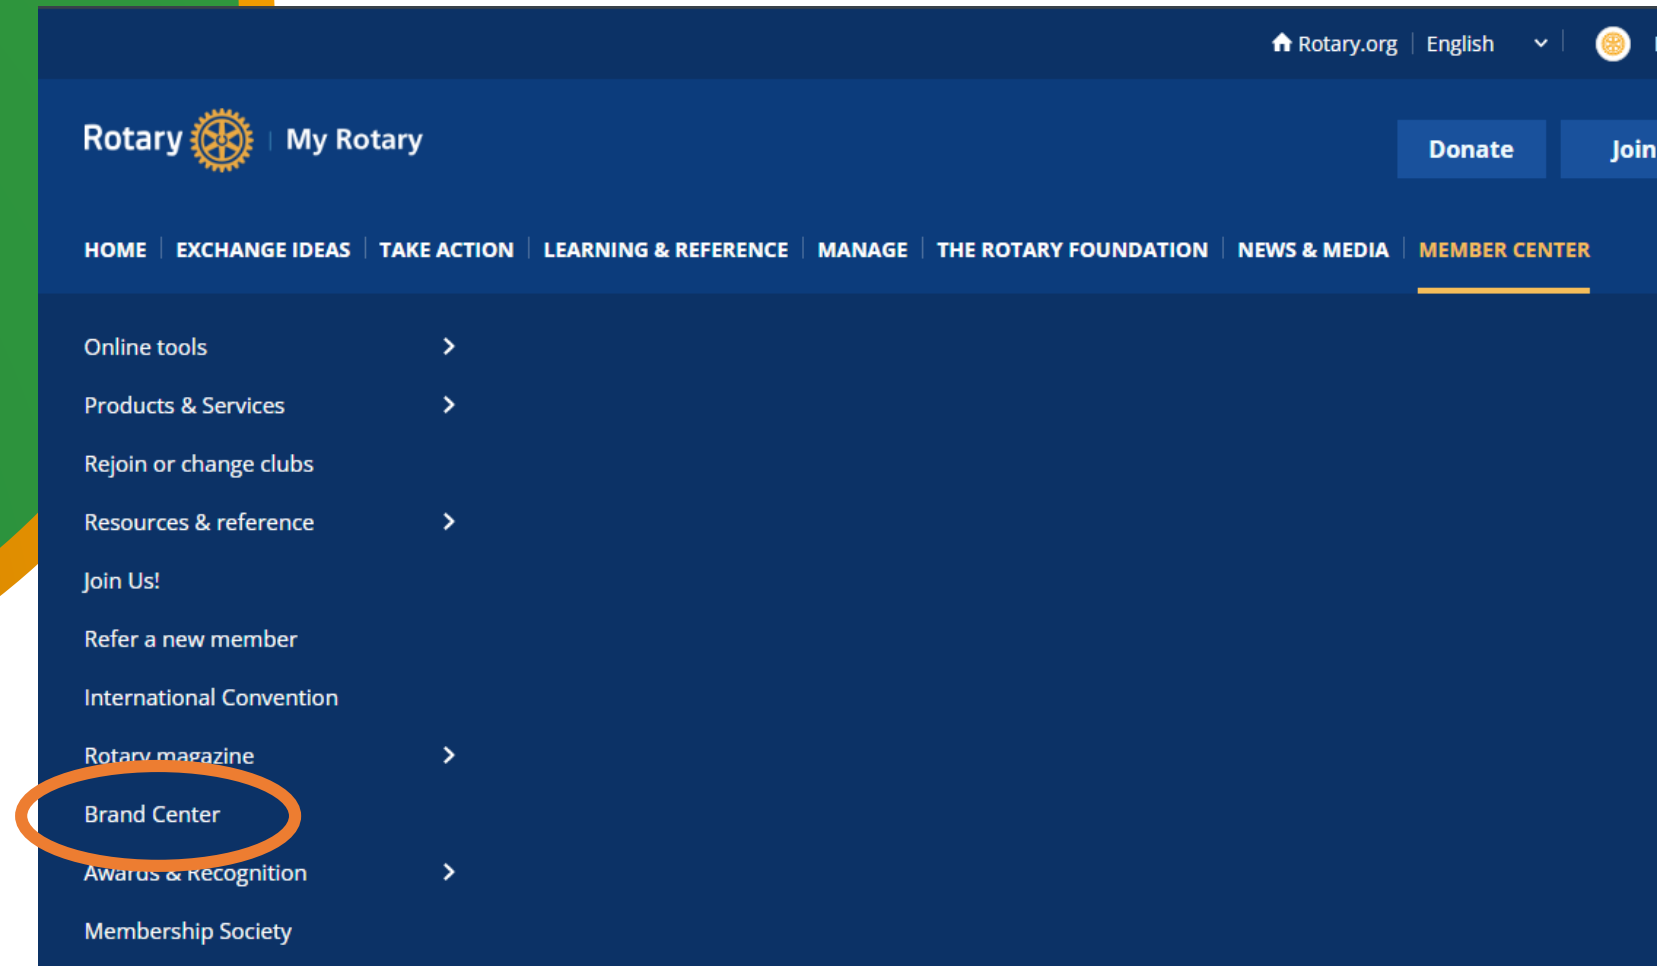 Rotary.org English
Rotary My Rotary
Donate Join
HOME EXCHANGE IDEAS TAKE ACTION LEARNING & REFERENCE MANAGE THE ROTARY FOUNDATION NEWS & MEDIA MEMBER CENTER
Online tools
Products & Services
Rejoin or change clubs
Resources & reference
Join Us!
Refer a new member
International Convention
Rotary magazine
Brand Center
Awards & Recognition
Membership Society